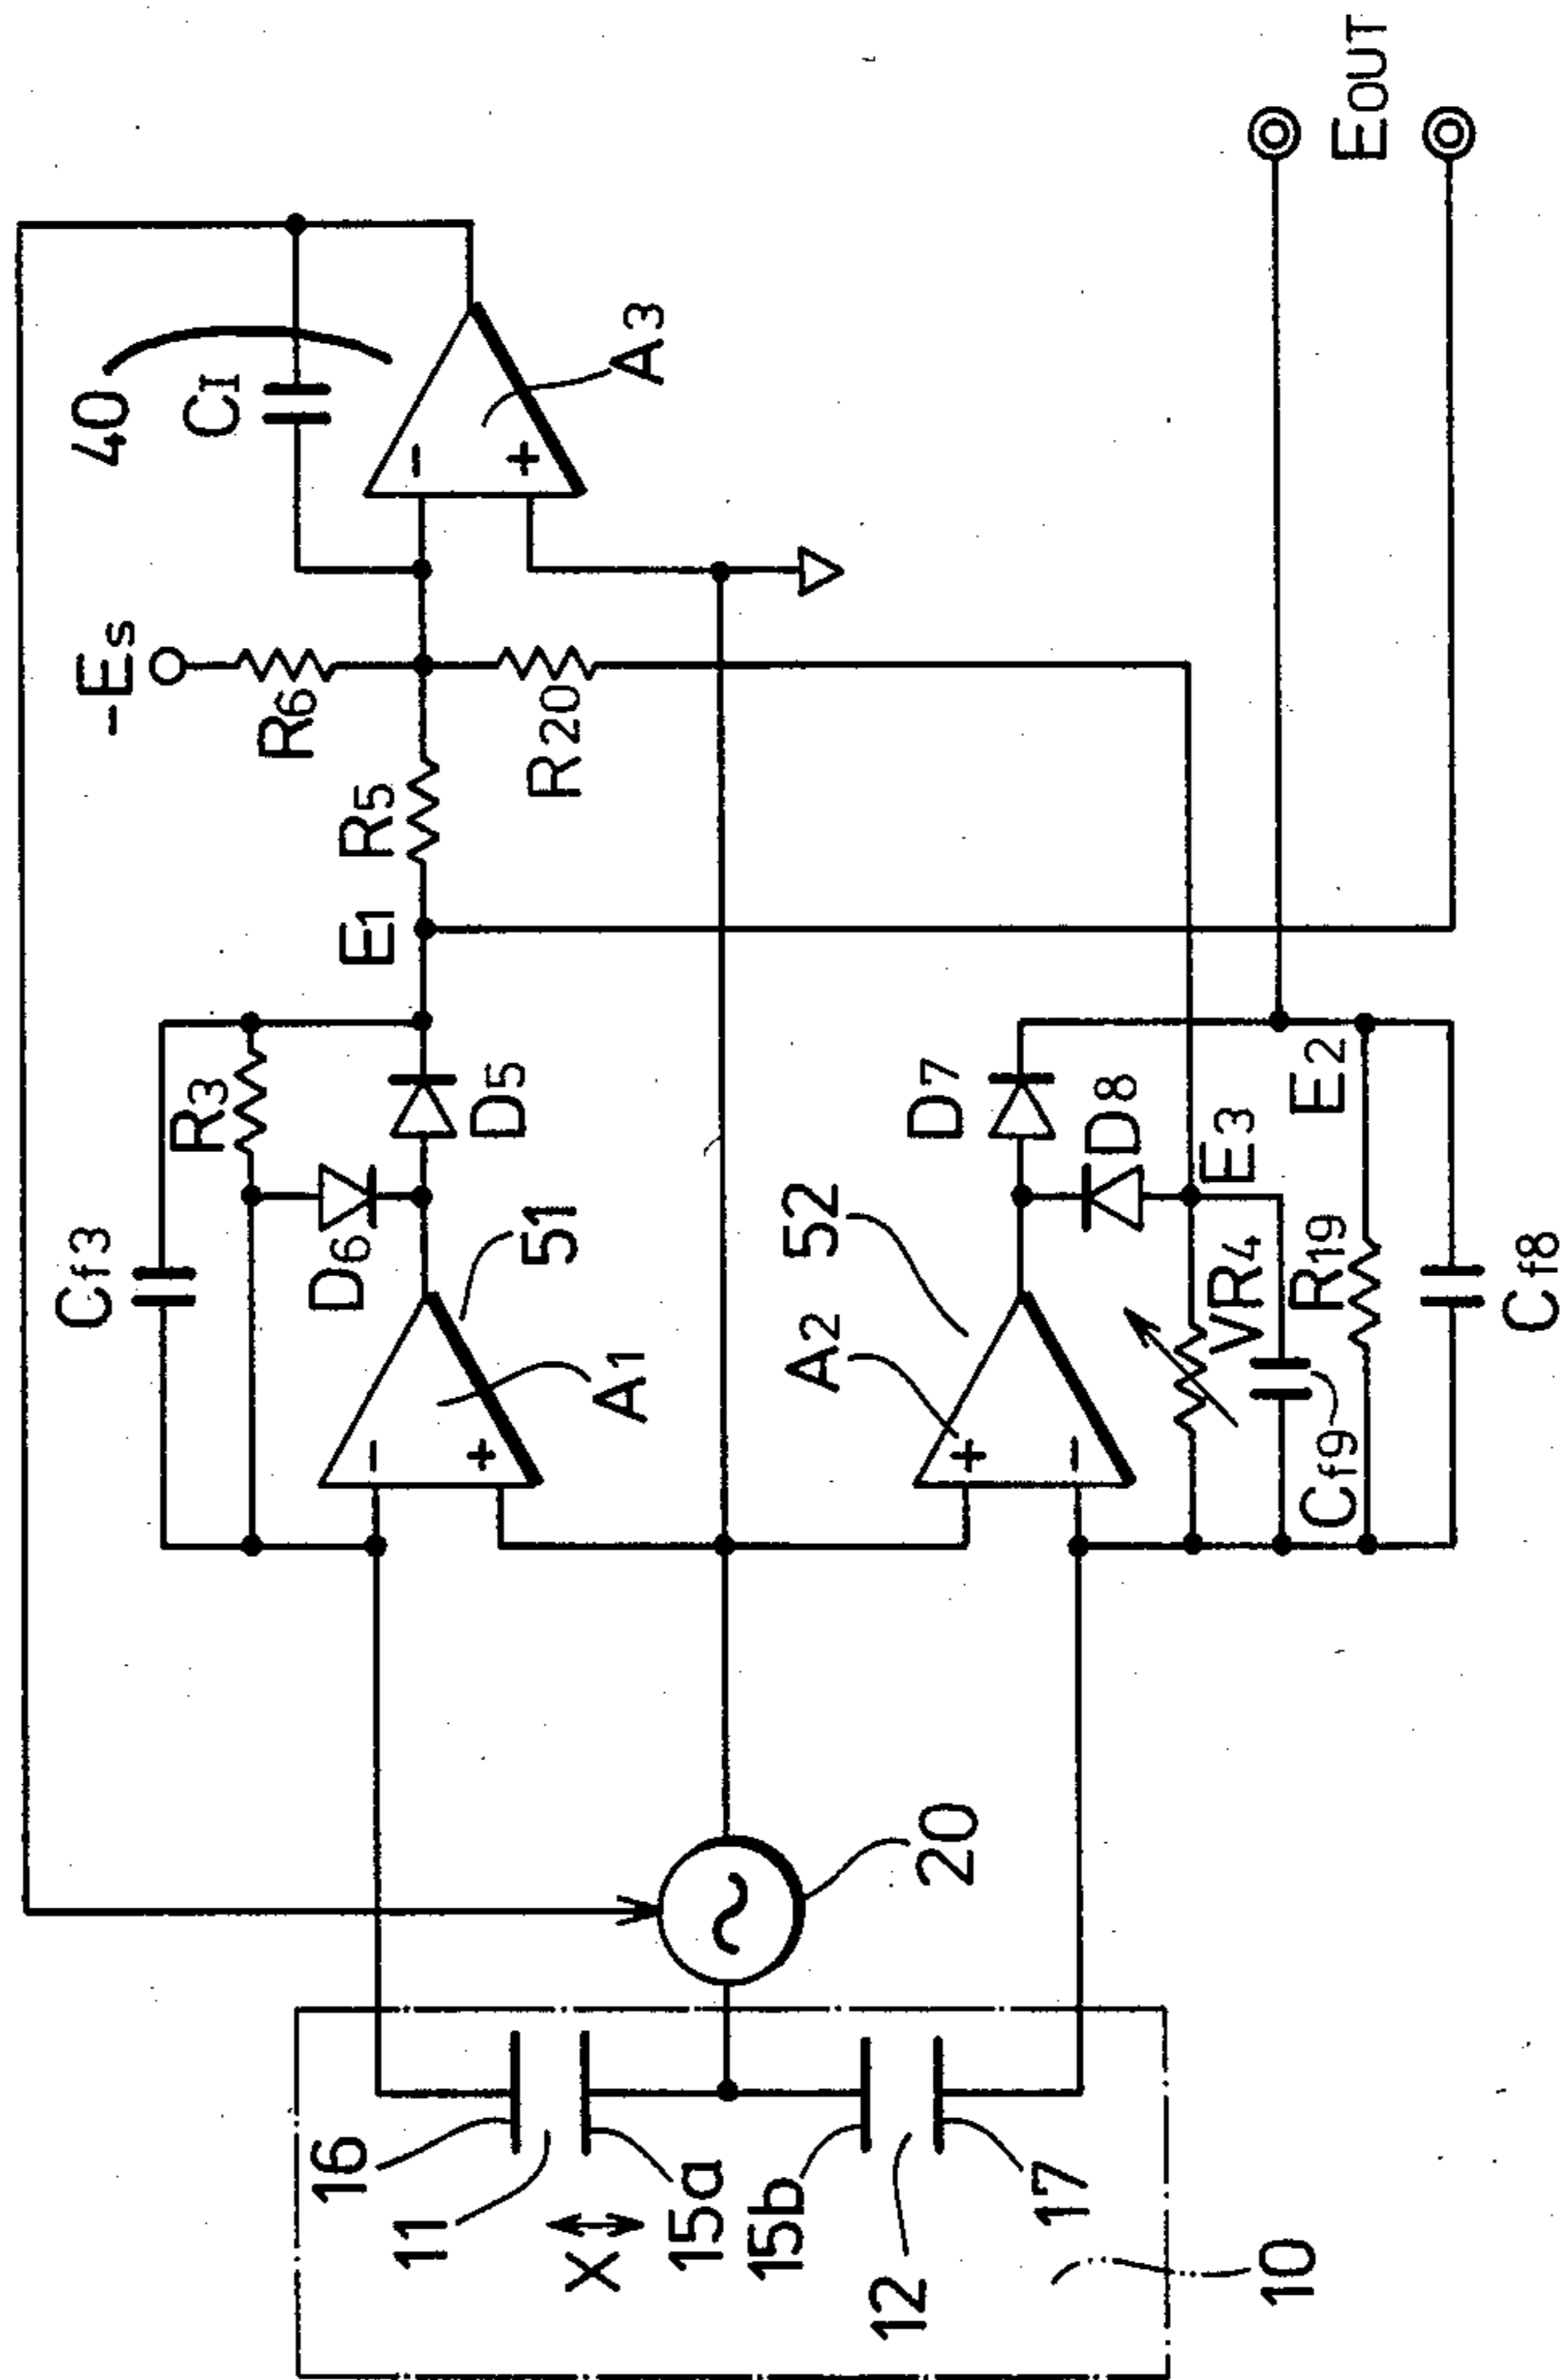 40
CI
A3
-Es
R6
R20
R5
E1
EOUT
Cf3
R3
D6
D5
51
A1
D7
D8
E3
E2
52
A2
VR4
R19
Cf9
Cf8
20
16
11
X
15a
15b
12
17
10
-
+
-
+
+
-